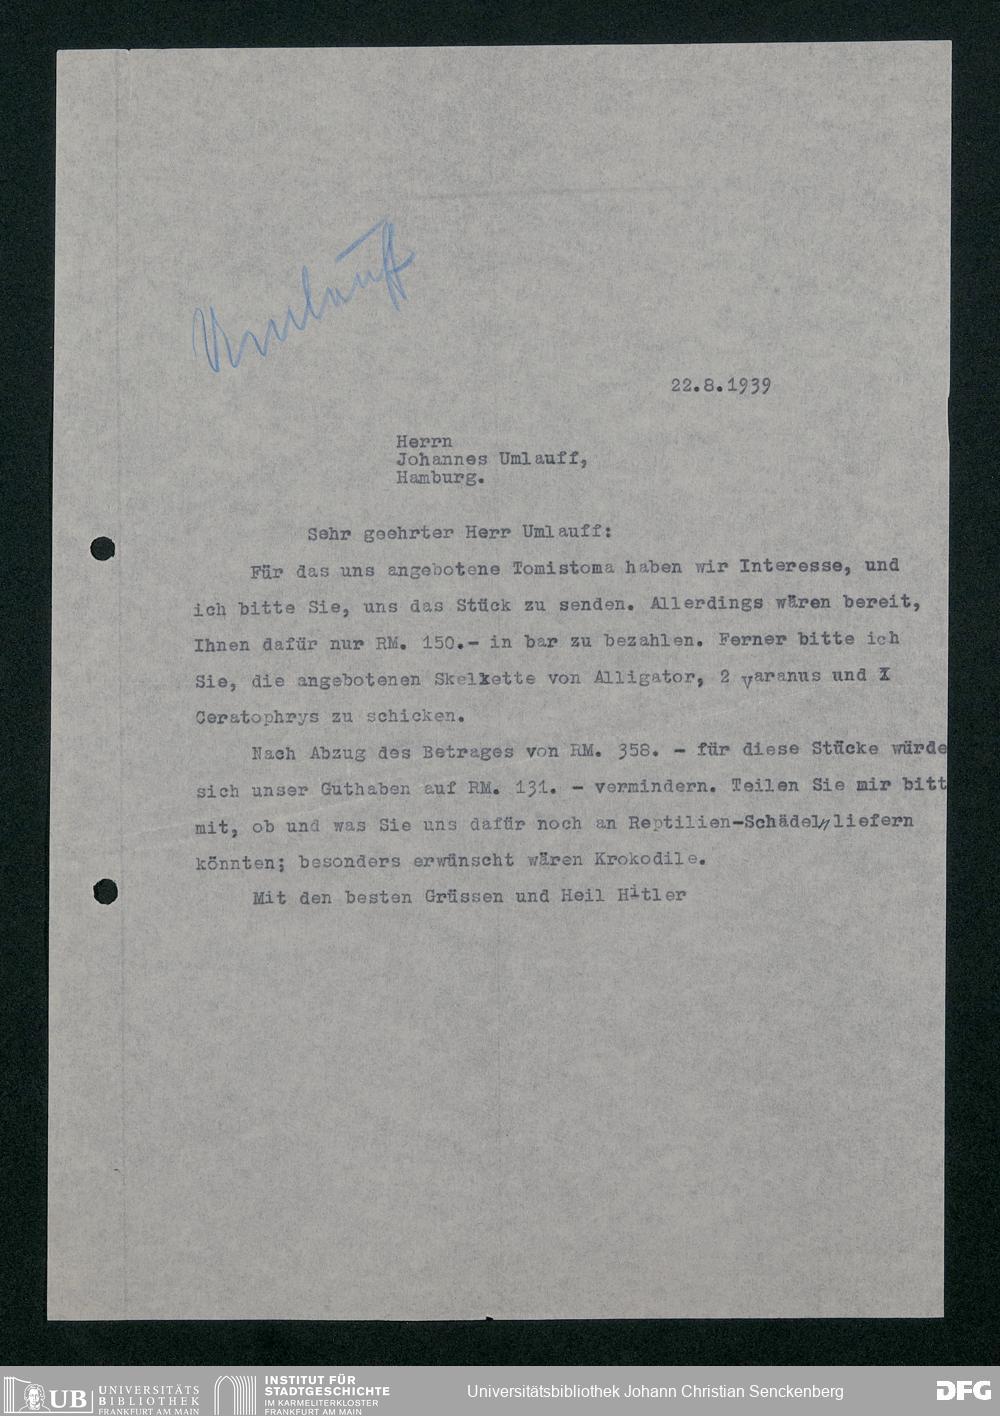 Umlauff
22.8.1939
Herrn
Johannes Umlauff,
Hamburg.
Sehr geehrter Herr Umlauff:
Für das uns angebotene Tomistoma haben wir Interesse, und
ich bitte Sie, uns das Stück zu senden. Allerdings wären bereit,
Ihnen dafür nur RM. 150.- in bar zu bezahlen. Ferner bitte ich
Sie, die angebotenen Skelkette von Alligator, 2 Varanus und X
Ceratophrys zu schicken.
Nach Abzug des Betrages von RM. 358. - für diese Stücke würde
sich unser Guthaben auf RM. 131. - vermindern. Teilen Sie mir bitt
mit, ob und was Sie uns dafür noch an Reptilien-Schädel// liefern
könnten; besonders erwünscht wären Krokodile.
Mit den besten Grüssen und Heil Hitler
UB UNIVERSITÄTS
BIBLIOTHEK
FRANKFURT AM MAIN
INSTITUT FÜR
STADTGESCHICHTE
IM KARMELITERKLOSTER
FRANKFURT AM MAIN
Universitätsbibliothek Johann Christian Senckenberg
DFG